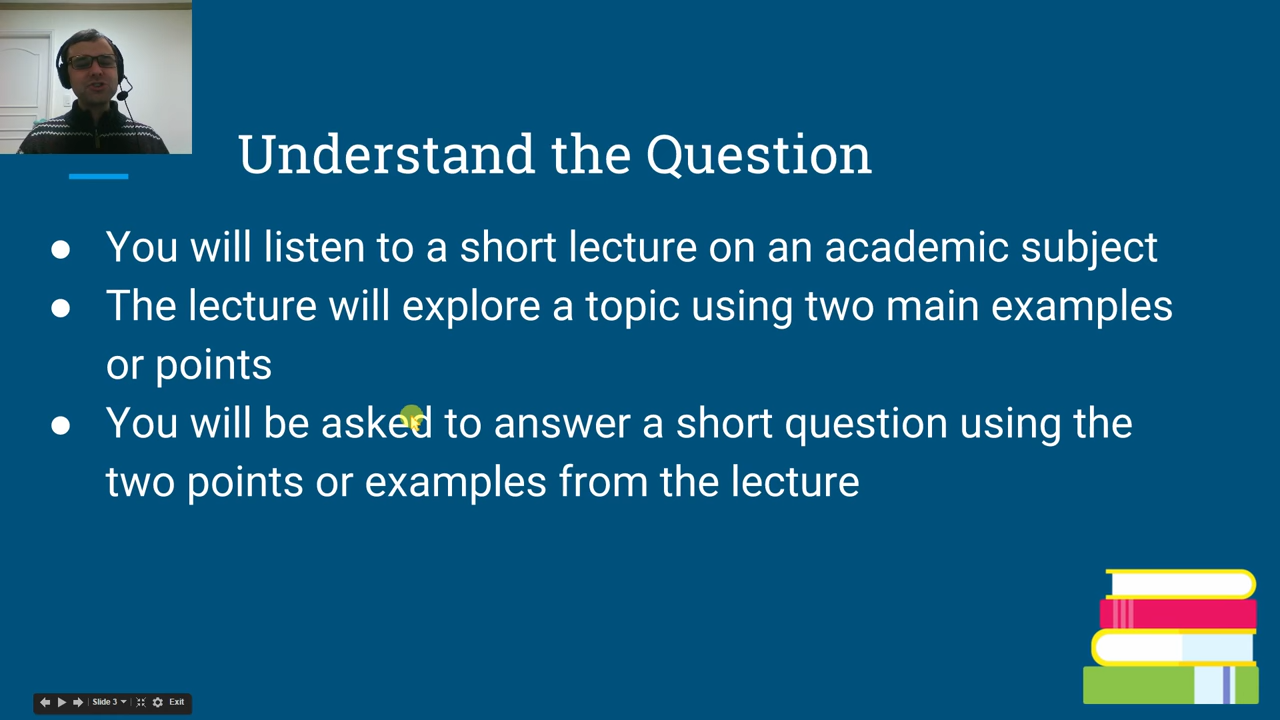 Understand the Question
● You will listen to a short lecture on an academic subject
● The lecture will explore a topic using two main examples
or points
● You will be asked to answer a short question using the
two points or examples from the lecture
Slide 3
Exit